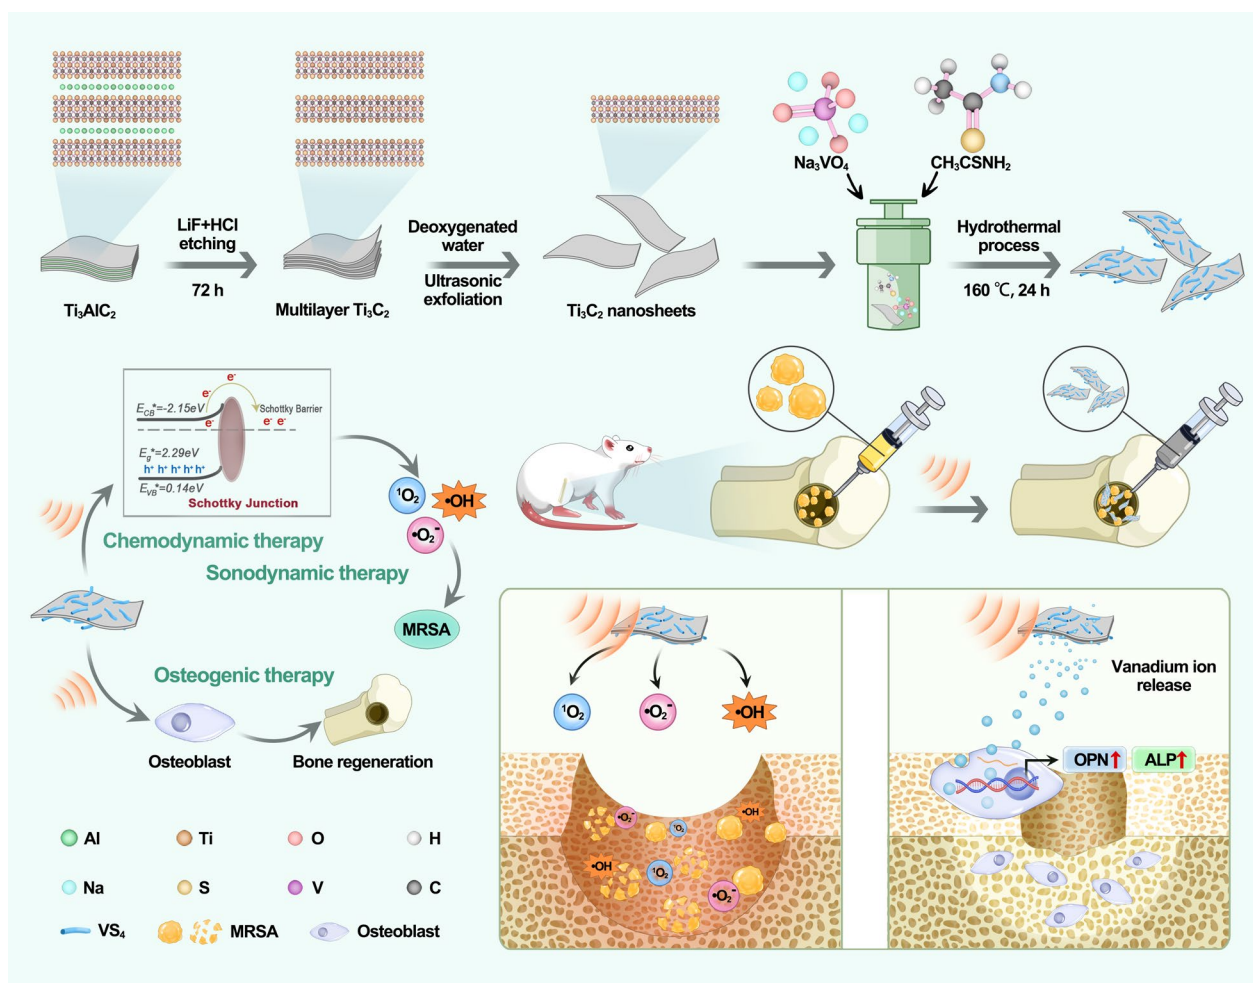 Na₃VO₄
CH₃CSNH₂
LiF+HCl
etching
72 h
Deoxygenated
water
Ultrasonic
exfoliation
Hydrothermal
process
160 ℃, 24 h
Ti₃AlC₂
Multilayer Ti₃C₂
Ti₃C₂ nanosheets
e⁻
e⁻
E_CB*=-2.15eV
Schottky Barrier
e⁻
e⁻ e⁻
E_g*=2.29eV
h⁺ h⁺ h⁺ h⁺ h⁺
E_VB*=0.14eV
Schottky Junction
¹O₂
•OH
•O₂⁻
Chemodynamic therapy
Sonodynamic therapy
MRSA
Osteogenic therapy
Osteoblast
Bone regeneration
¹O₂
•O₂⁻
•OH
•O₂⁻
¹O₂
•OH
•OH
¹O₂
•O₂⁻
Vanadium ion
release
OPN
ALP
Al
Ti
O
H
Na
S
V
C
VS₄
MRSA
Osteoblast